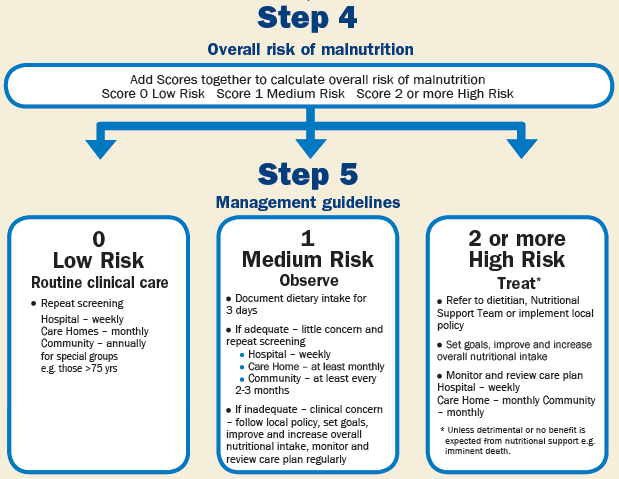 Step 4
Overall risk of malnutrition
Add Scores together to calculate overall risk of malnutrition
Score 0 Low Risk Score 1 Medium Risk Score 2 or more High Risk
Step 5
Management guidelines
0
Low Risk
Routine clinical care
• Repeat screening
Hospital – weekly
Care Homes – monthly
Community – annually
for special groups
e.g. those >75 yrs
1
Medium Risk
Observe
• Document dietary intake for
3 days
• If adequate – little concern and
repeat screening
• Hospital – weekly
• Care Home – at least monthly
• Community – at least every
2-3 months
• If inadequate – clinical concern
– follow local policy, set goals,
improve and increase overall
nutritional intake, monitor and
review care plan regularly
2 or more
High Risk
Treat*
• Refer to dietitian, Nutritional
Support Team or implement local
policy
• Set goals, improve and increase
overall nutritional intake
• Monitor and review care plan
Hospital – weekly
Care Home – monthly Community
– monthly
* Unless detrimental or no benefit is
expected from nutritional support e.g.
imminent death.